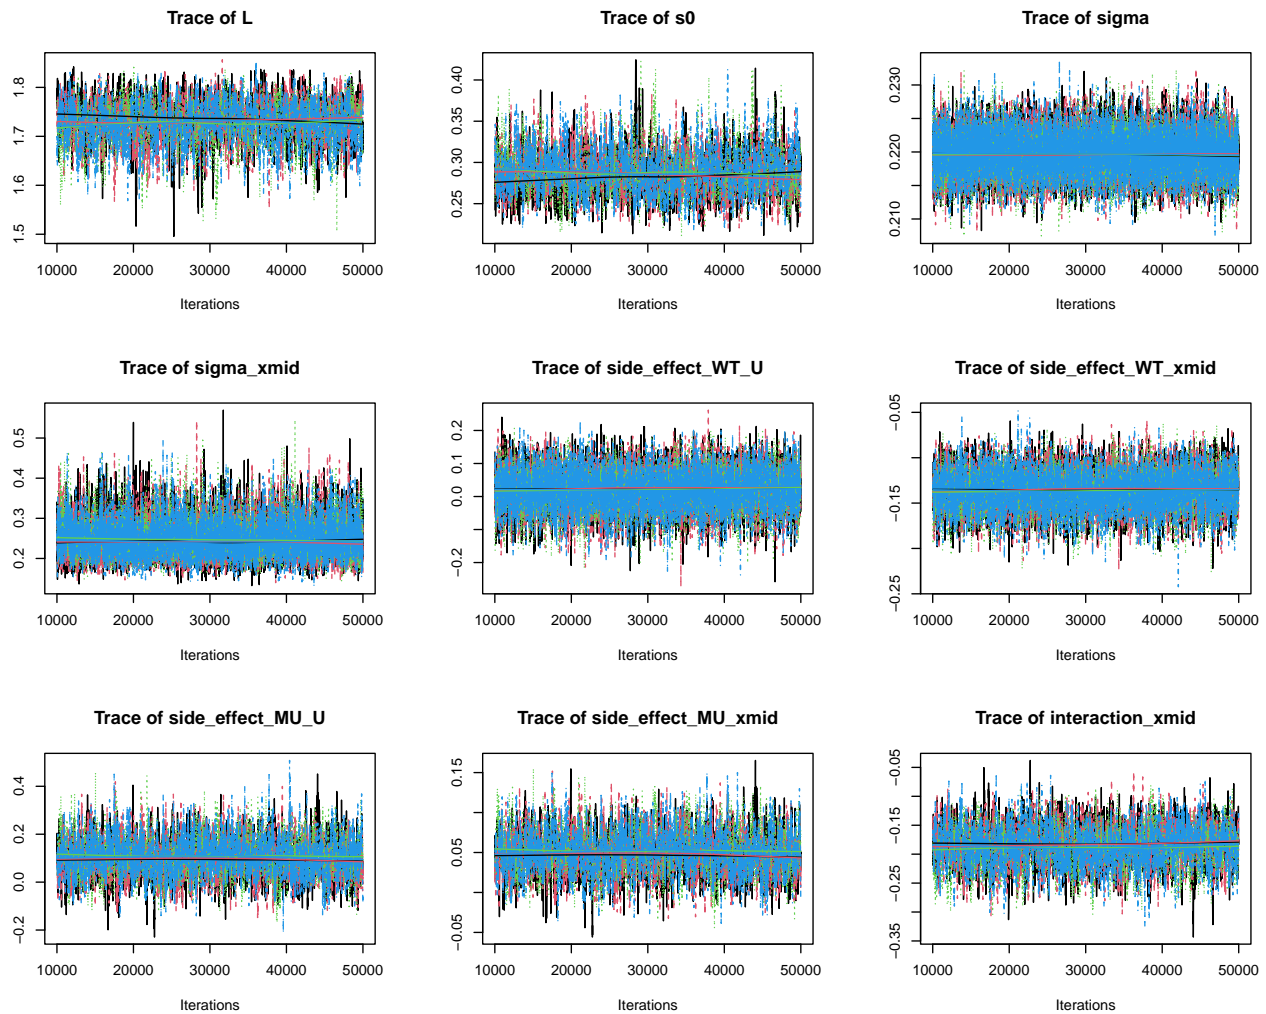 Trace of L
1.5 1.6 1.7 1.8
10000 20000 30000 40000 50000
Iterations
Trace of s0
0.25 0.30 0.35 0.40
10000 20000 30000 40000 50000
Iterations
Trace of sigma
0.210 0.220 0.230
10000 20000 30000 40000 50000
Iterations
Trace of sigma_xmid
0.2 0.3 0.4 0.5
10000 20000 30000 40000 50000
Iterations
Trace of side_effect_WT_U
−0.2 0.0 0.1 0.2
10000 20000 30000 40000 50000
Iterations
Trace of side_effect_WT_xmid
−0.25 −0.15 −0.05
10000 20000 30000 40000 50000
Iterations
Trace of side_effect_MU_U
−0.2 0.0 0.2 0.4
10000 20000 30000 40000 50000
Iterations
Trace of side_effect_MU_xmid
−0.05 0.05 0.15
10000 20000 30000 40000 50000
Iterations
Trace of interaction_xmid
−0.35 −0.25 −0.15 −0.05
10000 20000 30000 40000 50000
Iterations